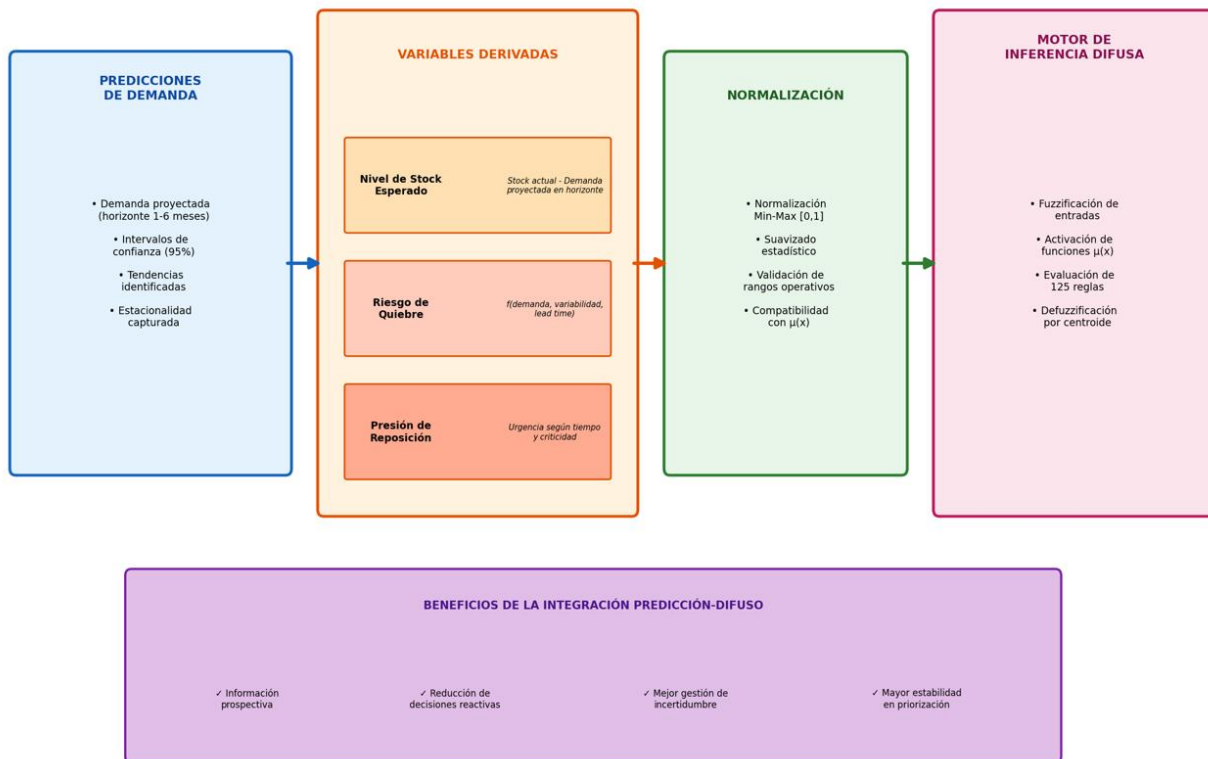 PREDICCIONES
DE DEMANDA
• Demanda proyectada
(horizonte 1-6 meses)
• Intervalos de
confianza (95%)
• Tendencias
identificadas
• Estacionalidad
capturada
VARIABLES DERIVADAS
Nivel de Stock
Esperado
Stock actual - Demanda
proyectada en horizonte
Riesgo de
Quiebre
f(demanda, variabilidad,
lead time)
Presión de
Reposición
Urgencia según tiempo
y criticidad
NORMALIZACIÓN
• Normalización
Min-Max [0,1]
• Suavizado
estadístico
• Validación de
rangos operativos
• Compatibilidad
con μ(x)
MOTOR DE
INFERENCIA DIFUSA
• Fuzzificación de
entradas
• Activación de
funciones μ(x)
• Evaluación de
125 reglas
• Defuzzificación
por centroide
BENEFICIOS DE LA INTEGRACIÓN PREDICCIÓN-DIFUSO
✓ Información
prospectiva
✓ Reducción de
decisiones reactivas
✓ Mejor gestión de
incertidumbre
✓ Mayor estabilidad
en priorización